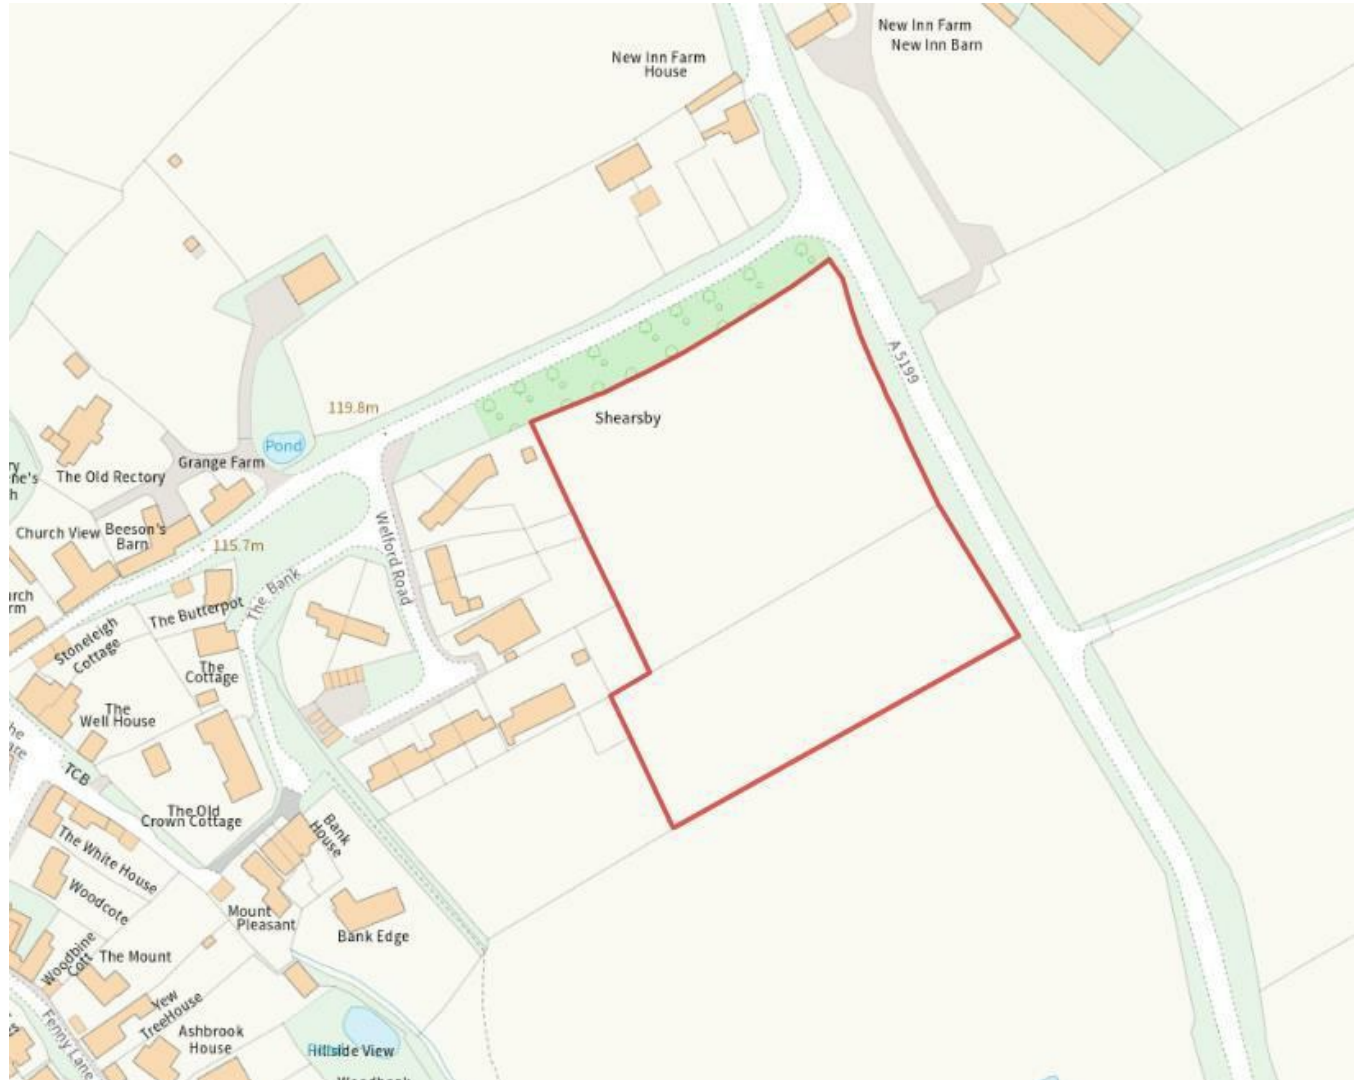 New Inn Farm
New Inn Barn
New Inn Farm
House
A 5199
Shearsby
119.8m
Pond
Grange Farm
The Old Rectory
Church View
Beeson's
Barn
115.7m
Welford Road
The Bank
The Butterpot
Stoneleigh
Cottage
The
Cottage
The
Well House
TCB
The Old
Crown Cottage
Bank
House
The White House
Woodcote
Mount
Pleasant
Bank Edge
Woodbine
Cott
The Mount
Yew
TreeHouse
Fenny Lane
Ashbrook
House
Hillside View